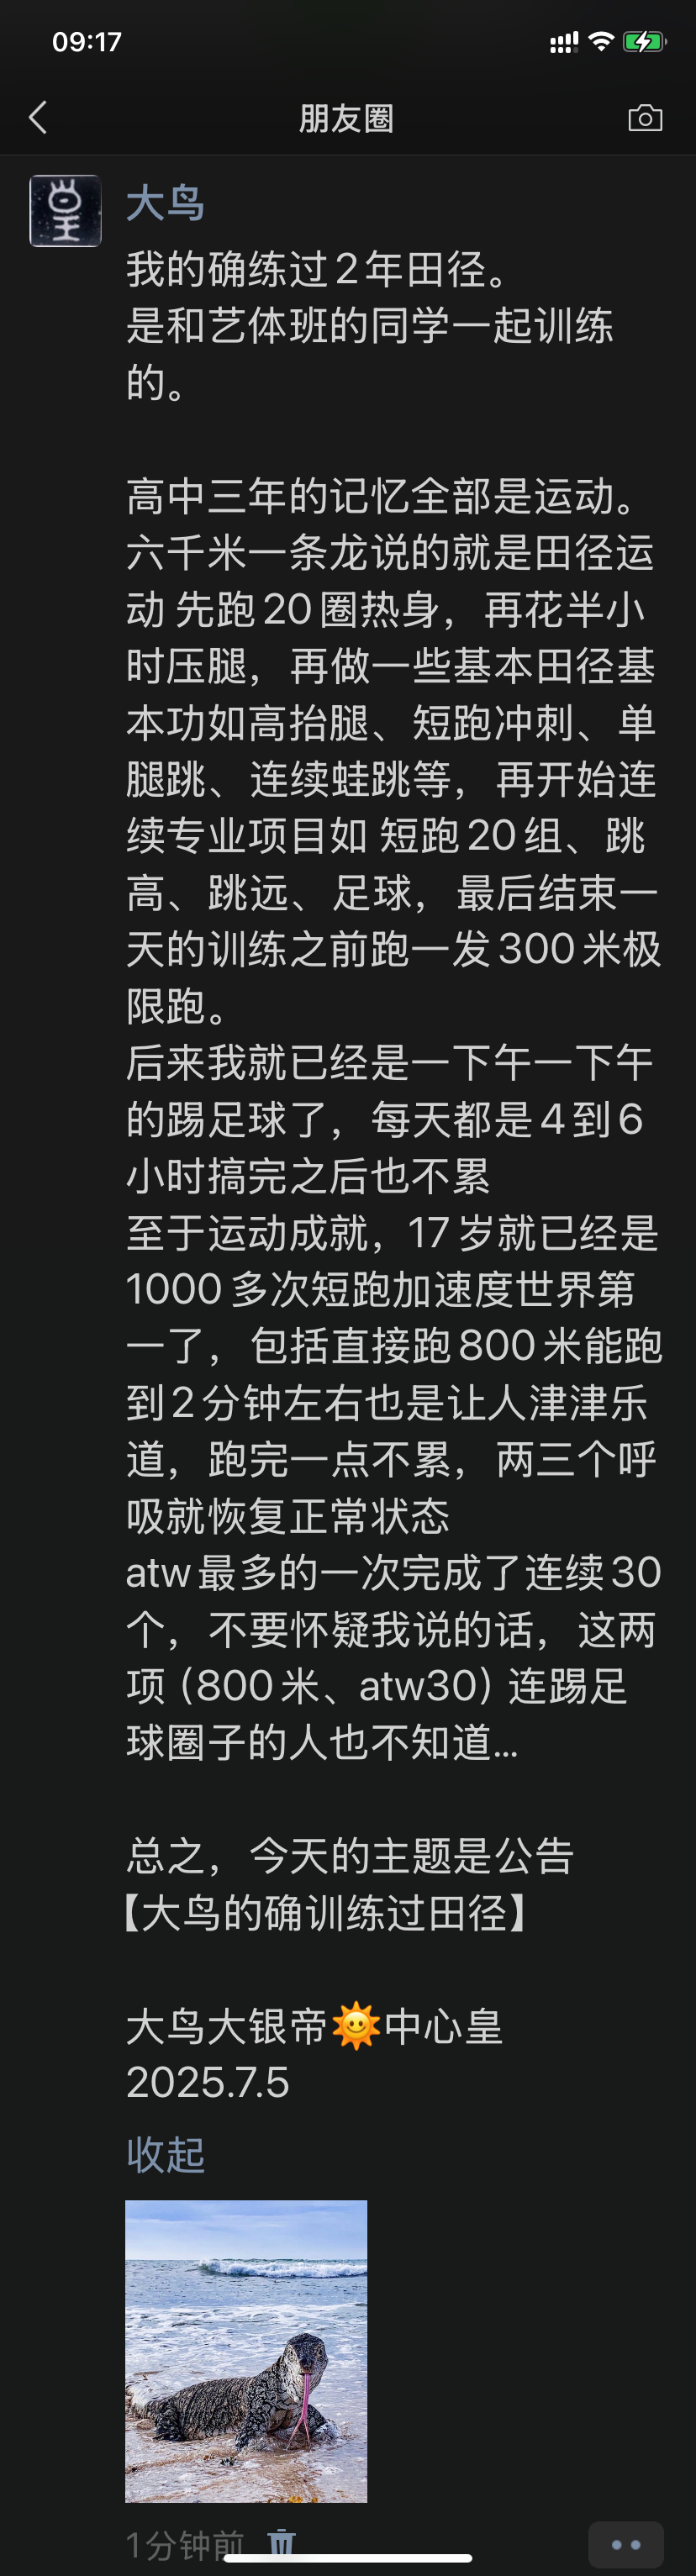 09:17
朋友圈
大鸟
我的确练过2年田径。
是和艺体班的同学一起训练
的。
高中三年的记忆全部是运动。
六千米一条龙说的就是田径运
动 先跑20圈热身，再花半小
时压腿，再做一些基本田径基
本功如高抬腿、短跑冲刺、单
腿跳、连续蛙跳等，再开始连
续专业项目如 短跑20组、跳
高、跳远、足球，最后结束一
天的训练之前跑一发300米极
限跑。
后来我就已经是一下午一下午
的踢足球了，每天都是4到6
小时搞完之后也不累
至于运动成就，17岁就已经是
1000多次短跑加速度世界第
一了，包括直接跑800米能跑
到2分钟左右也是让人津津乐
道，跑完一点不累，两三个呼
吸就恢复正常状态
atw最多的一次完成了连续30
个，不要怀疑我说的话，这两
项（800米、atw30）连踢足
球圈子的人也不知道...
总之，今天的主题是公告
【大鸟的确训练过田径】
大鸟大银帝🌞中心皇
2025.7.5
收起
1分钟前